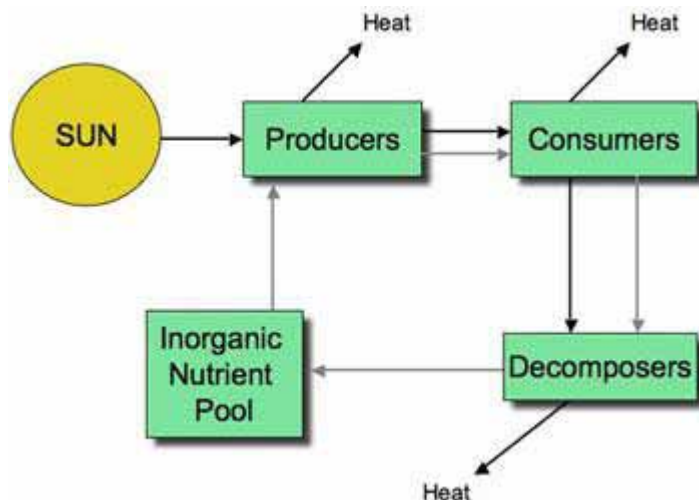 Heat
Heat
SUN
Producers
Consumers
Inorganic
Nutrient
Pool
Decomposers
Heat